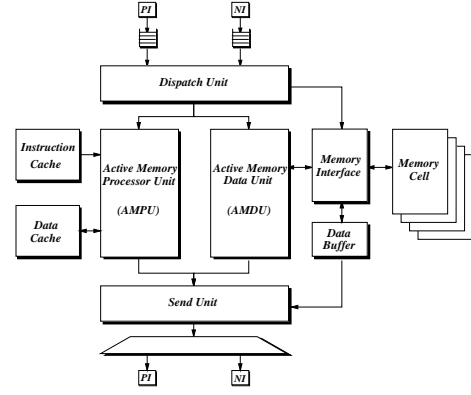 PI
NI
Dispatch Unit
Instruction
Cache
Active Memory
Processor Unit
(AMPU)
Active Memory
Data Unit
(AMDU)
Memory
Interface
Memory
Cell
Data
Cache
Data
Buffer
Send Unit
PI
NI